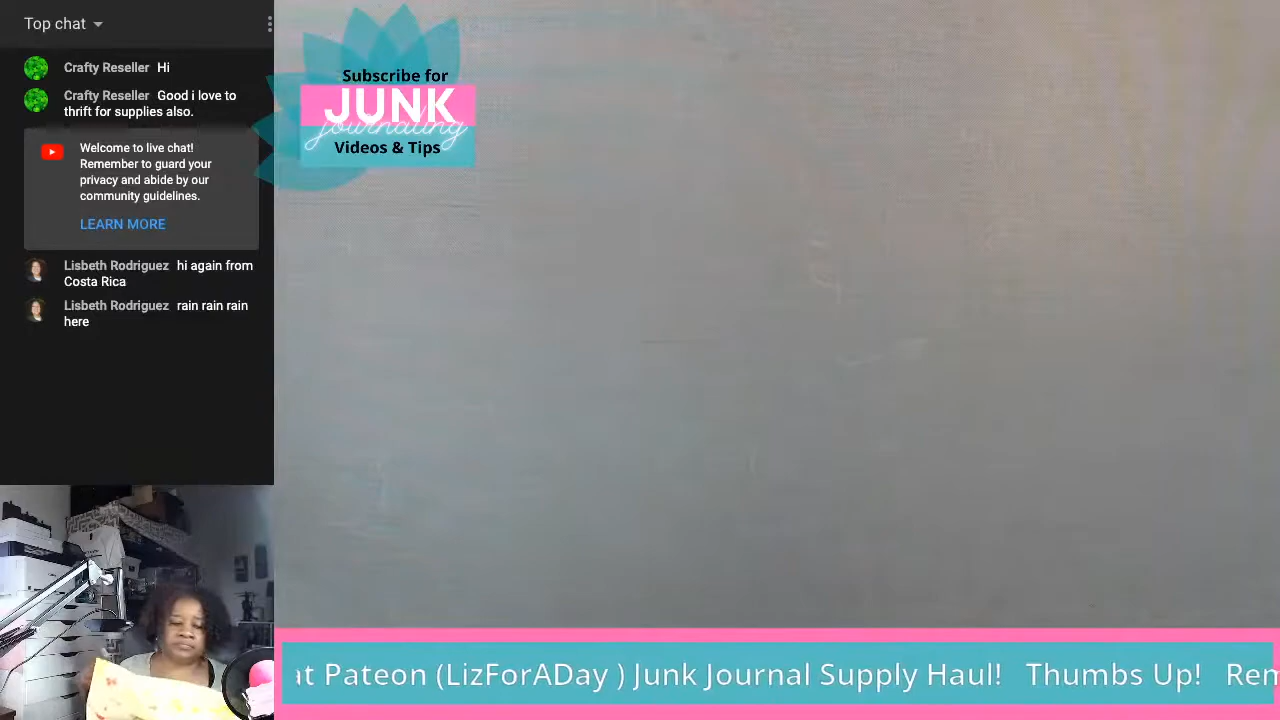 Top chat
Crafty Reseller Hi
Crafty Reseller Good i love to
thrift for supplies also.
Welcome to live chat!
Remember to guard your
privacy and abide by our
community guidelines.
LEARN MORE
Lisbeth Rodriguez hi again from
Costa Rica
Lisbeth Rodriguez rain rain rain
here
Subscribe for
JUNK
journaling
Videos & Tips
at Pateon (LizForADay ) Junk Journal Supply Haul! Thumbs Up! Rem